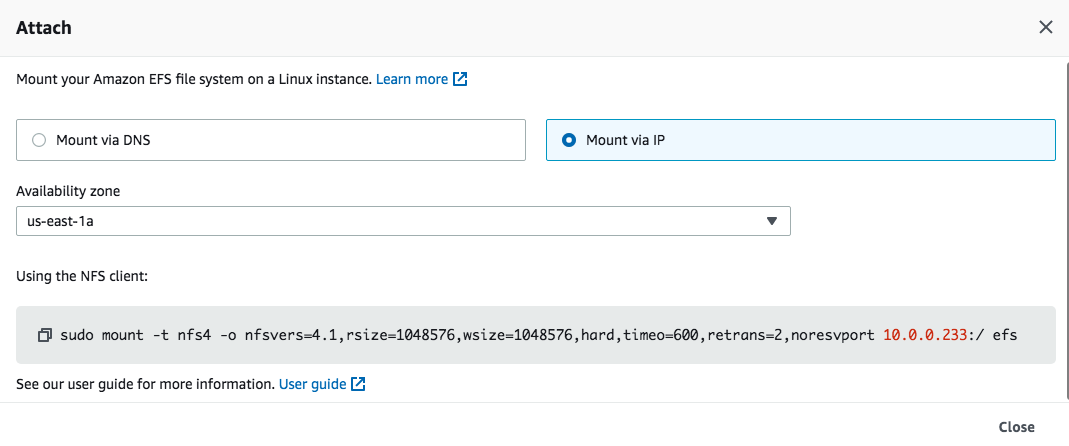 Attach
Mount your Amazon EFS file system on a Linux instance. Learn more
Mount via DNS
Mount via IP
Availability zone
us-east-1a
Using the NFS client:
sudo mount -t nfs4 -o nfsvers=4.1,rsize=1048576,wsize=1048576,hard,timeo=600,retrans=2,noresvport 10.0.0.233:/ efs
See our user guide for more information. User guide
Close